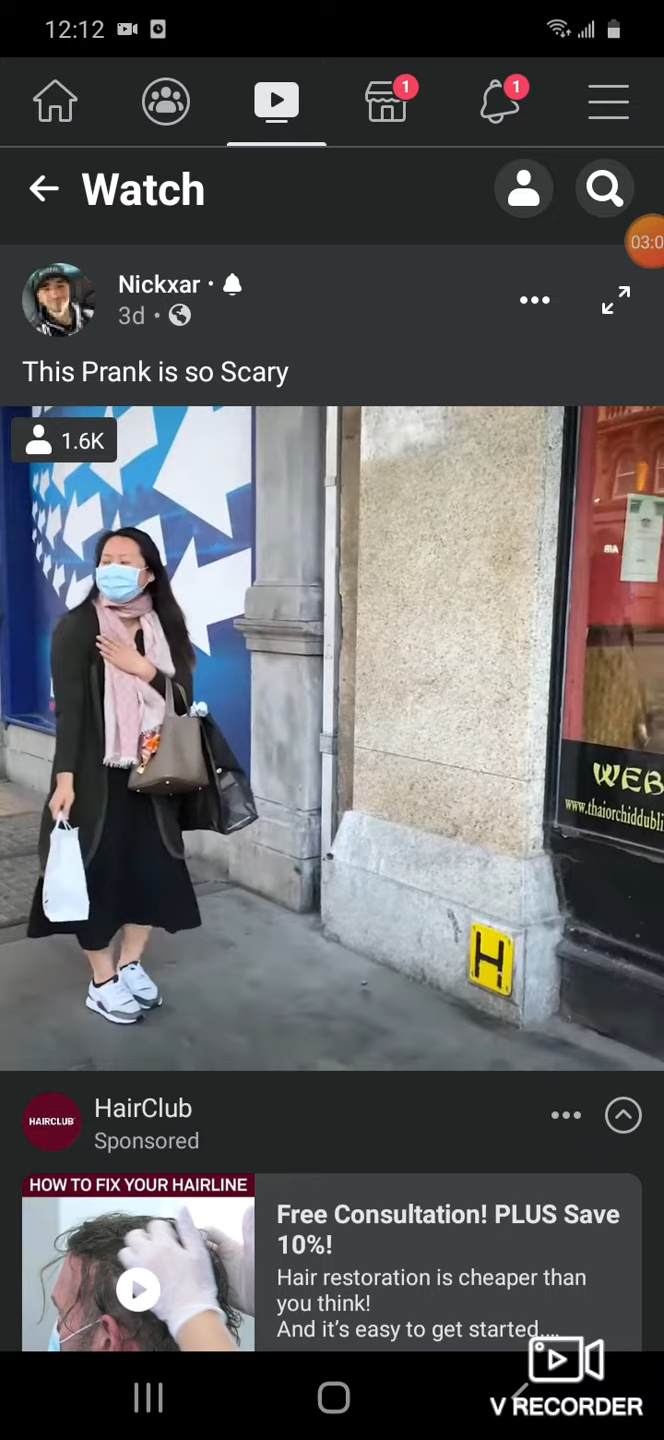 12:12
1
1
Watch
03:0
Nickxar •
3d •
This Prank is so Scary
1.6K
WEB
www.thaiorchiddubli
H
HAIRCLUB
HairClub
Sponsored
HOW TO FIX YOUR HAIRLINE
Free Consultation! PLUS Save
10%!
Hair restoration is cheaper than
you think!
And it's easy to get started....
V RECORDER